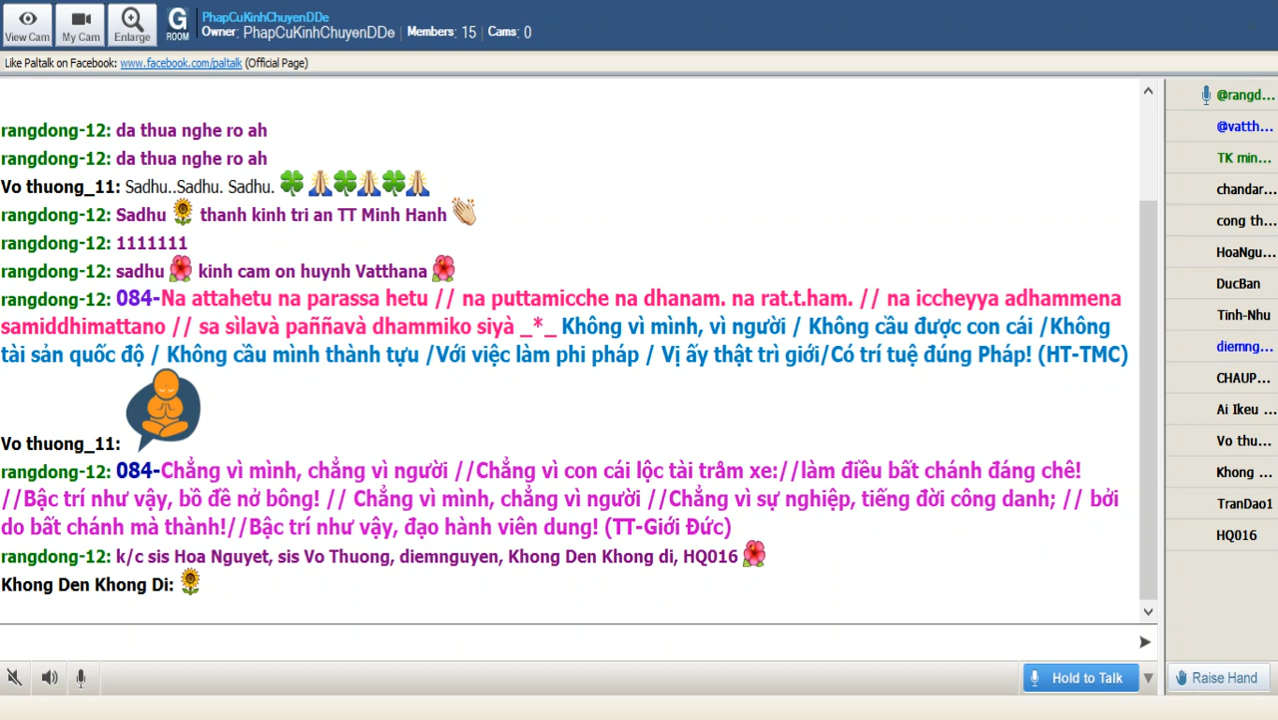 View Cam
My Cam
Enlarge
G
ROOM
PhapCuKinhChuyenDDe
Owner: PhapCuKinhChuyenDDe | Members: 15 | Cams: 0
Like Paltalk on Facebook: www.facebook.com/paltalk (Official Page)
rangdong-12: da thua nghe ro ah
rangdong-12: da thua nghe ro ah
Vo thuong_11: Sadhu..Sadhu. Sadhu.
rangdong-12: Sadhu thanh kinh tri an TT Minh Hanh
rangdong-12: 1111111
rangdong-12: sadhu kinh cam on huynh Vatthana
rangdong-12: 084-Na attahetu na parassa hetu // na puttamicche na dhanam. na rat.t.ham. // na iccheyya adhammena
samiddhimattano // sa sìlavà paññavà dhammiko siyà _*_ Không vì mình, vì người / Không cầu được con cái /Không
tài sản quốc độ / Không cầu mình thành tựu /Với việc làm phi pháp / Vị ấy thật trì giới/Có trí tuệ đúng Pháp! (HT-TMC)
Vo thuong_11:
rangdong-12: 084-Chẳng vì mình, chẳng vì người //Chẳng vì con cái lộc tài trâm xe://làm điều bất chánh đáng chê!
//Bậc trí như vậy, bồ đề nở bông! // Chẳng vì mình, chẳng vì người //Chẳng vì sự nghiệp, tiếng đời công danh; // bởi
do bất chánh mà thành!//Bậc trí như vậy, đạo hành viên dung! (TT-Giới Đức)
rangdong-12: k/c sis Hoa Nguyet, sis Vo Thuong, diemnguyen, Khong Den Khong di, HQ016
Khong Den Khong Di:
@rangd...
@vatth...
TK min...
chandar...
cong th...
HoaNgu...
DucBan
Tinh-Nhu
diemng...
CHAUP...
Ai Ikeu ...
Vo thu...
Khong ...
TranDao1
HQ016
Hold to Talk
Raise Hand